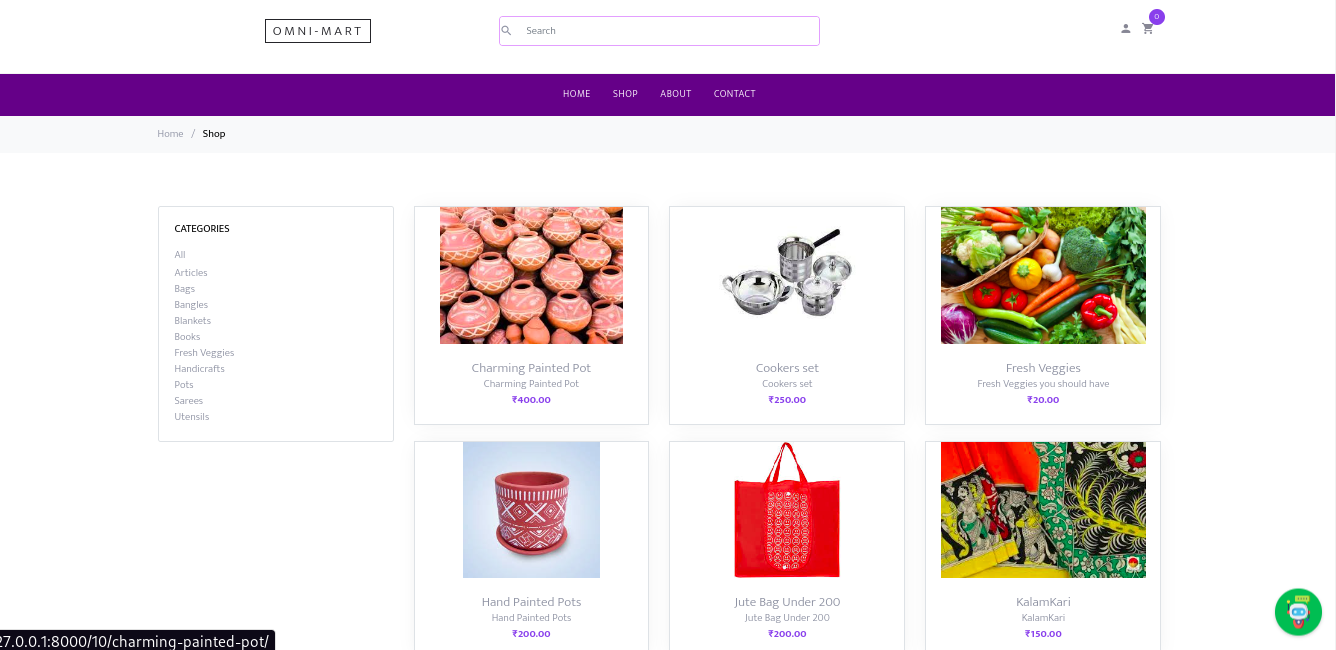 OMNI-MART
Search
0
HOME SHOP ABOUT CONTACT
Home / Shop
CATEGORIES
All
Articles
Bags
Bangles
Blankets
Books
Fresh Veggies
Handicrafts
Pots
Sarees
Utensils
Charming Painted Pot
Charming Painted Pot
₹400.00
Cookers set
Cookers set
₹250.00
Fresh Veggies
Fresh Veggies you should have
₹20.00
Hand Painted Pots
Hand Painted Pots
₹200.00
Jute Bag Under 200
Jute Bag Under 200
₹200.00
KalamKari
KalamKari
₹150.00
27.0.0.1:8000/10/charming-painted-pot/